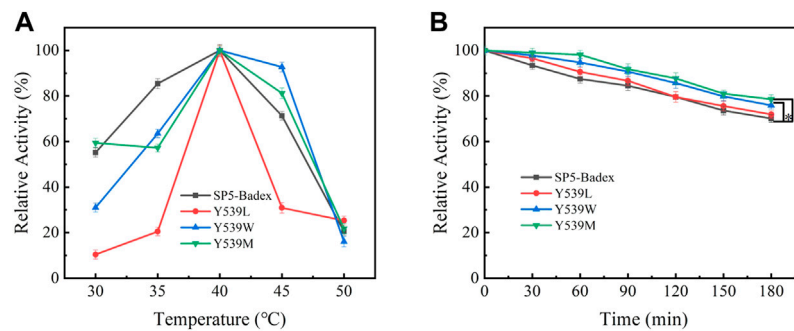 A
Relative Activity (%)
100
80
60
40
20
0
30 35 40 45 50
Temperature (℃)
SP5-Badex
Y539L
Y539W
Y539M
B
Relative Activity (%)
100
80
60
40
20
0
0 30 60 90 120 150 180
Time (min)
SP5-Badex
Y539L
Y539W
Y539M
*